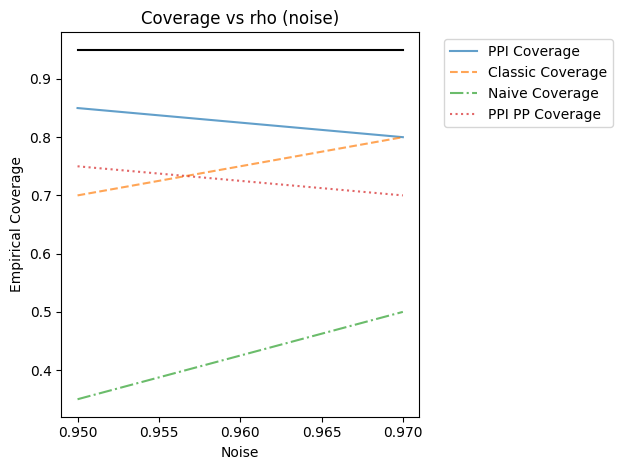 Coverage vs rho (noise)
PPI Coverage
Classic Coverage
Naive Coverage
PPI PP Coverage
Empirical Coverage
0.9
0.8
0.7
0.6
0.5
0.4
0.950 0.955 0.960 0.965 0.970
Noise